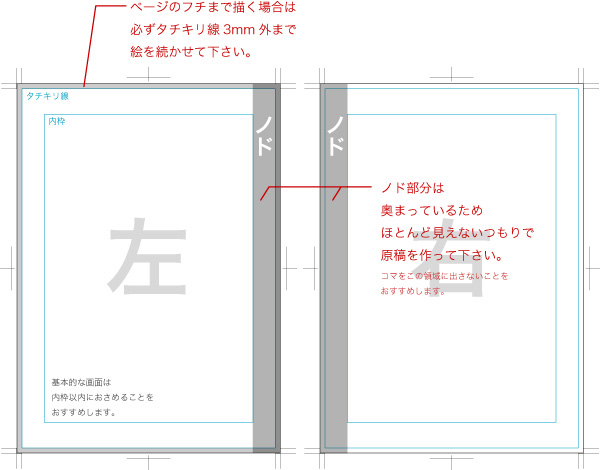 ページのフチまで描く場合は
必ずタチキリ線3mm外まで
絵を続かせて下さい。
タチキリ線
内枠
ノド
左
基本的な画面は
内枠以内におさめることを
おすすめします。
ノド
ノド部分は
奥まっているため
ほとんど見えないつもりで
原稿を作って下さい。
コマをこの領域に出さないことを
おすすめします。
右